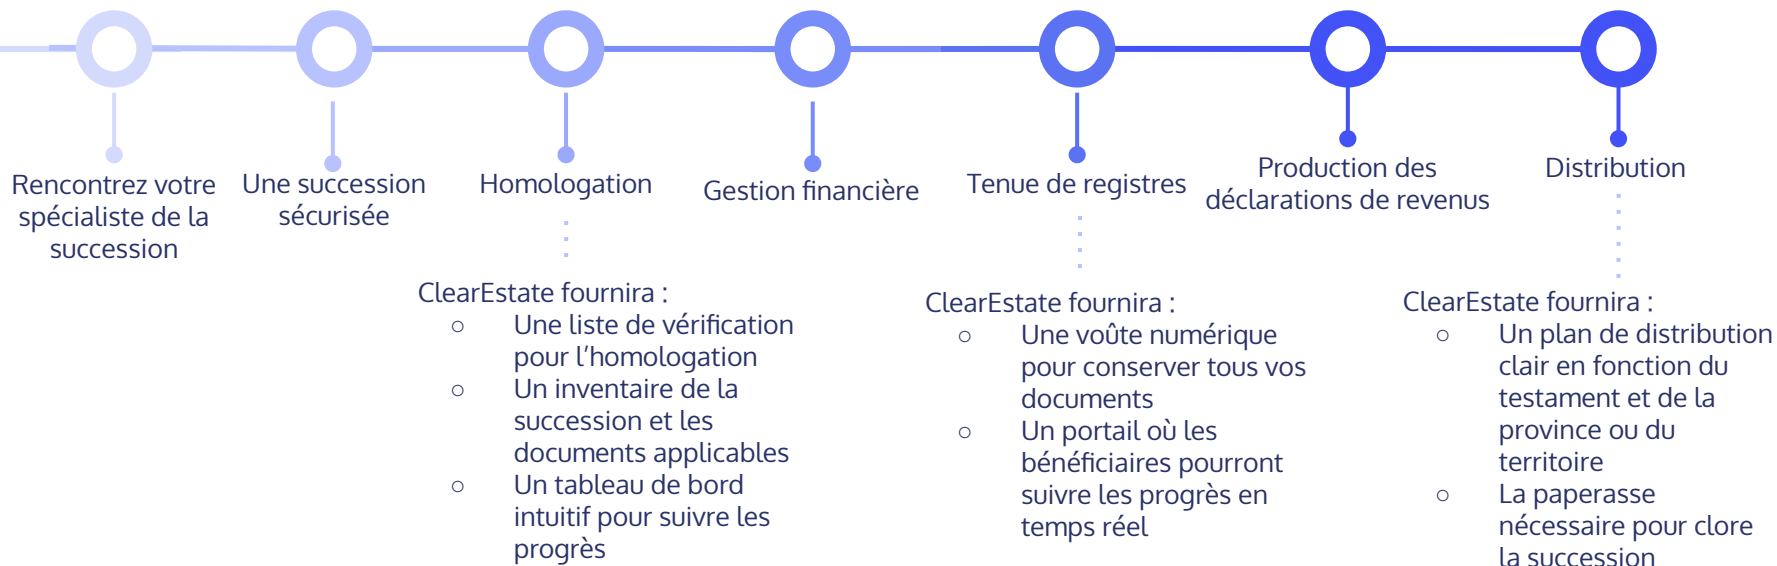 Rencontrez votre
spécialiste de la
succession
Une succession
sécurisée
Homologation
Gestion financière
Tenue de registres
Production des
déclarations de revenus
Distribution
ClearEstate fournira :
○ Une liste de vérification
pour l’homologation
○ Un inventaire de la
succession et les
documents applicables
○ Un tableau de bord
intuitif pour suivre les
progrès
ClearEstate fournira :
○ Une voûte numérique
pour conserver tous vos
documents
○ Un portail où les
bénéficiaires pourront
suivre les progrès en
temps réel
ClearEstate fournira :
○ Un plan de distribution
clair en fonction du
testament et de la
province ou du
territoire
○ La paperasse
nécessaire pour clore
la succession